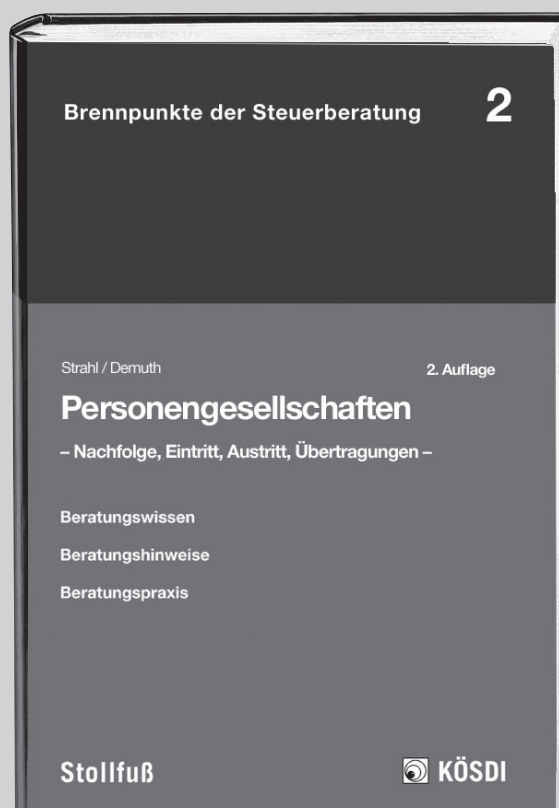 Brennpunkte der Steuerberatung 2
Strahl / Demuth 2. Auflage
Personengesellschaften
– Nachfolge, Eintritt, Austritt, Übertragungen –
Beratungswissen
Beratungshinweise
Beratungspraxis
Stollfuß KÖSDI